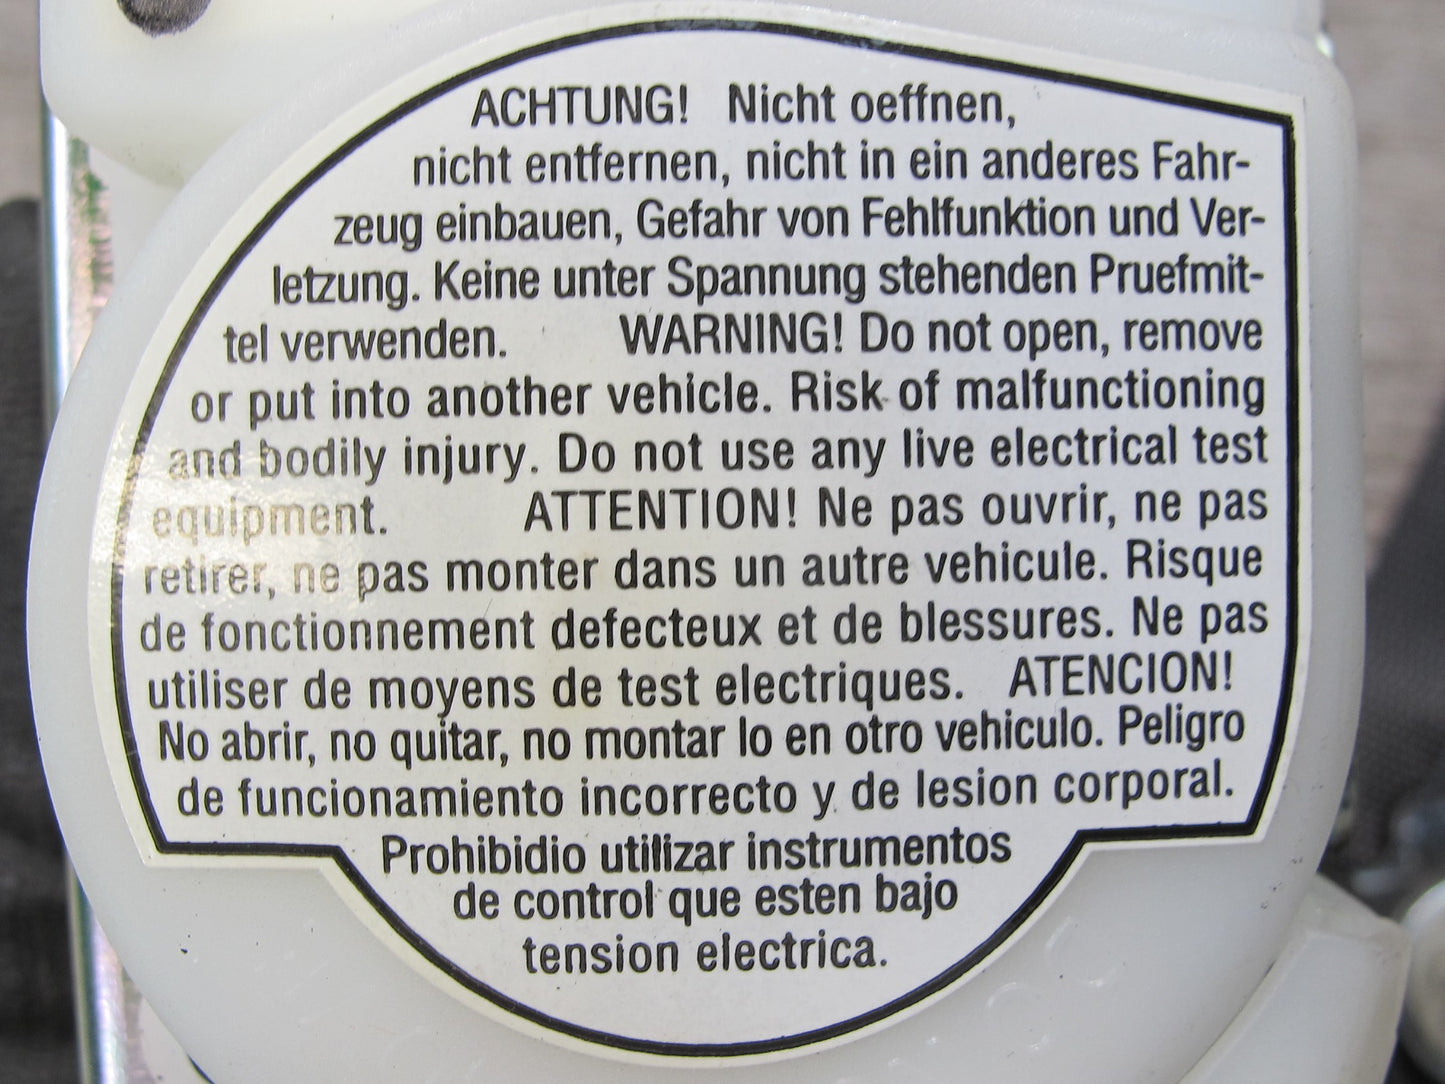 ACHTUNG! Nicht oeffnen,
nicht entfernen, nicht in ein anderes Fahr-
zeug einbauen, Gefahr von Fehlfunktion und Ver-
letzung. Keine unter Spannung stehenden Pruefmit-
tel verwenden. WARNING! Do not open, remove
or put into another vehicle. Risk of malfunctioning
and bodily injury. Do not use any live electrical test
equipment. ATTENTION! Ne pas ouvrir, ne pas
retirer, ne pas monter dans un autre vehicule. Risque
de fonctionnement defecteux et de blessures. Ne pas
utiliser de moyens de test electriques. ATENCION!
No abrir, no quitar, no montar lo en otro vehiculo. Peligro
de funcionamiento incorrecto y de lesion corporal.
Prohibidio utilizar instrumentos
de control que esten bajo
tension electrica.